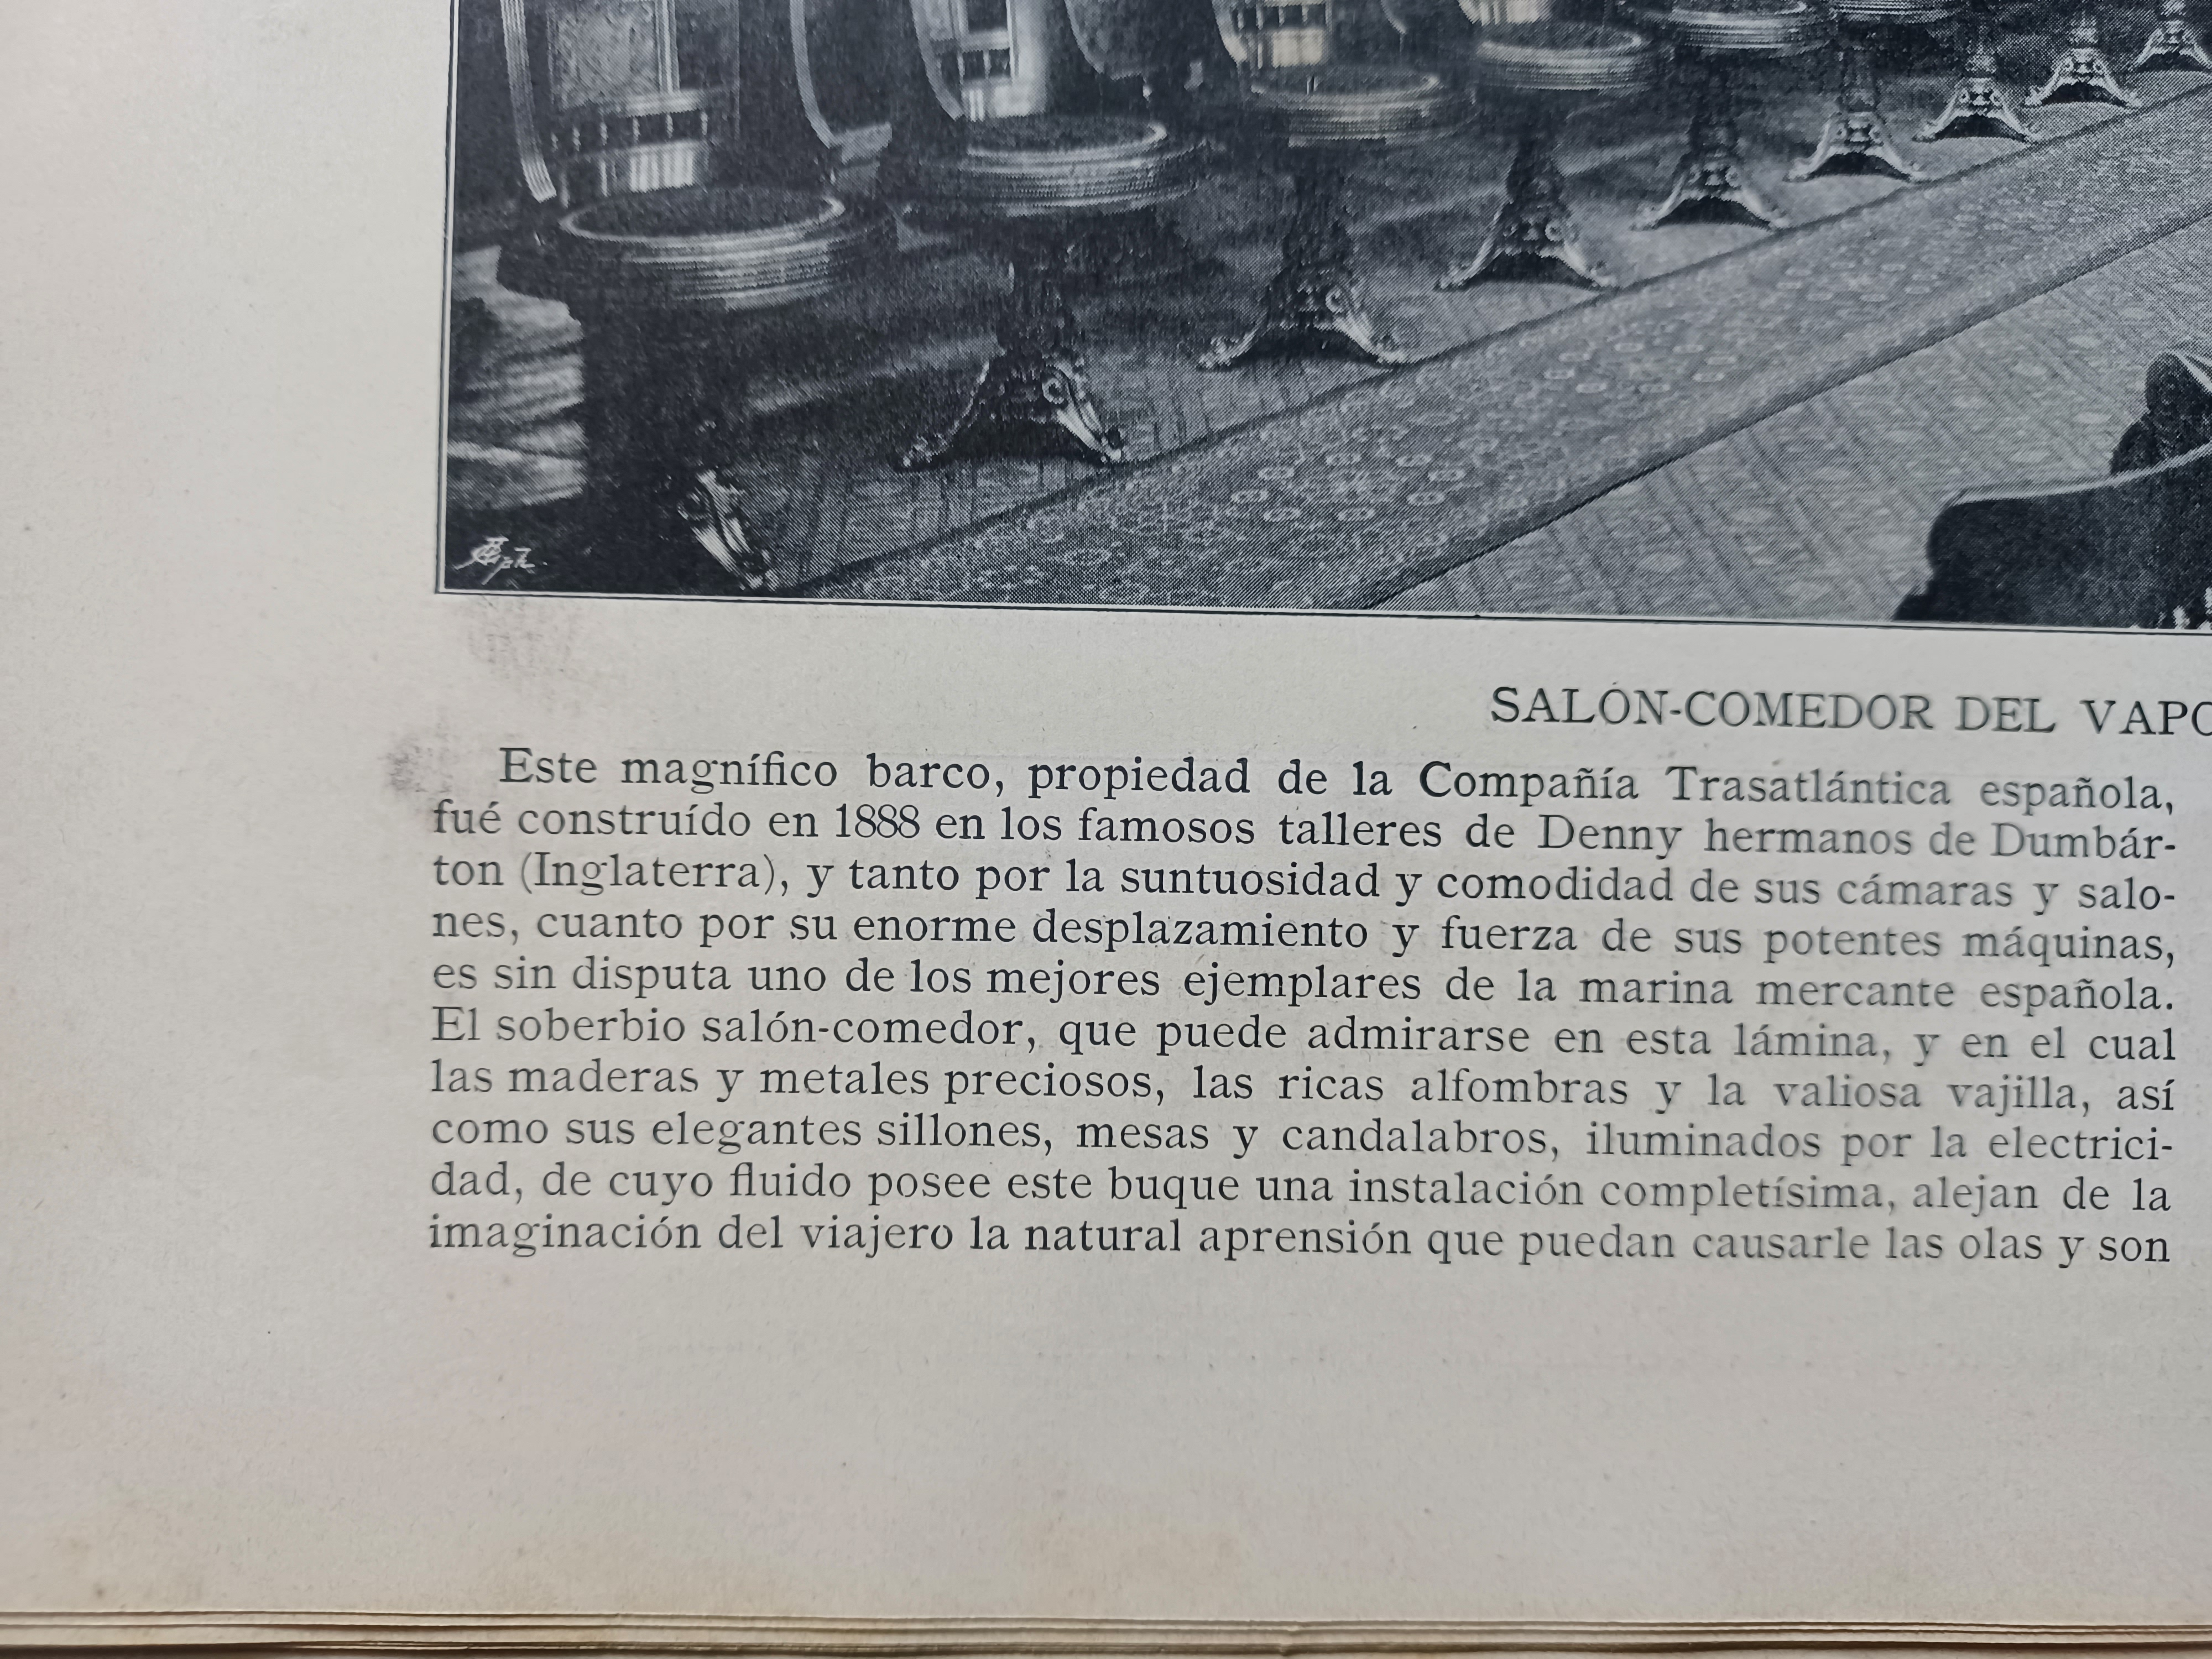 SALÓN-COMEDOR DEL VAPO
Este magnífico barco, propiedad de la Compañía Trasatlántica española,
fué construído en 1888 en los famosos talleres de Denny hermanos de Dumbár-
ton (Inglaterra), y tanto por la suntuosidad y comodidad de sus cámaras y salo-
nes, cuanto por su enorme desplazamiento y fuerza de sus potentes máquinas,
es sin disputa uno de los mejores ejemplares de la marina mercante española.
El soberbio salón-comedor, que puede admirarse en esta lámina, y en el cual
las maderas y metales preciosos, las ricas alfombras y la valiosa vajilla, así
como sus elegantes sillones, mesas y candalabros, iluminados por la electrici-
dad, de cuyo fluido posee este buque una instalación completísima, alejan de la
imaginación del viajero la natural aprensión que puedan causarle las olas y son